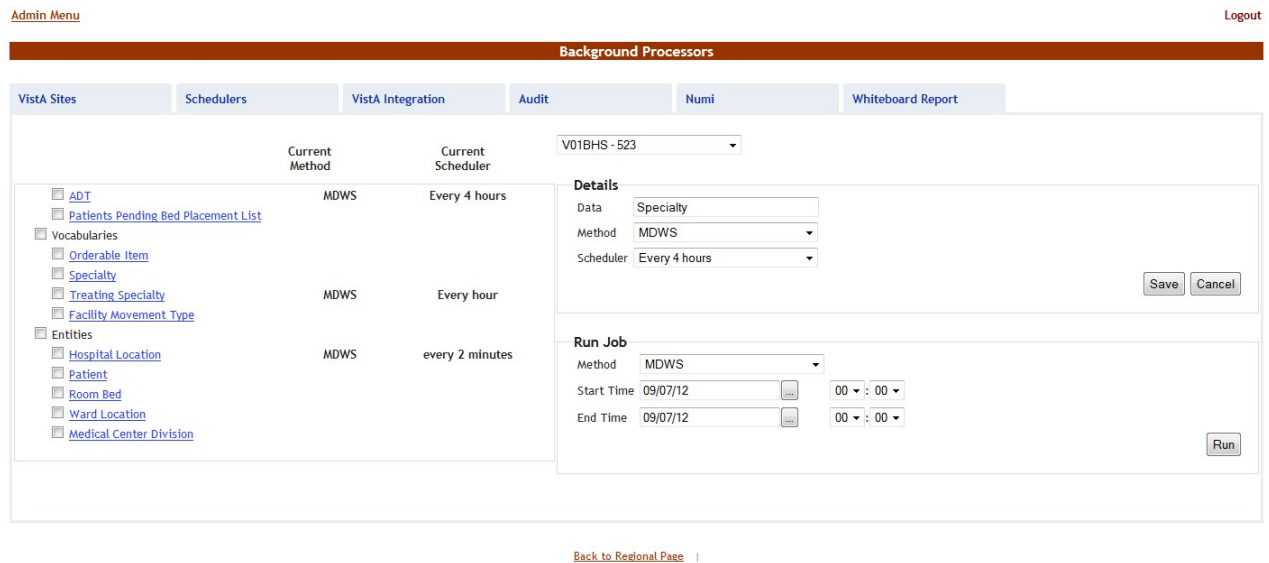 Admin Menu Logout
Background Processors
VistA Sites Schedulers VistA Integration Audit Numi Whiteboard Report
Current Method Current Scheduler
V01BHS - 523
ADT MDWS Every 4 hours
Patients Pending Bed Placement List
Vocabularies
Orderable Item
Specialty
Treating Specialty MDWS Every hour
Facility Movement Type
Entities
Hospital Location MDWS every 2 minutes
Patient
Room Bed
Ward Location
Medical Center Division
Details
Data Specialty
Method MDWS
Scheduler Every 4 hours
Save Cancel
Run Job
Method MDWS
Start Time 09/07/12 ... 00 : 00
End Time 09/07/12 ... 00 : 00
Run
Back to Regional Page |